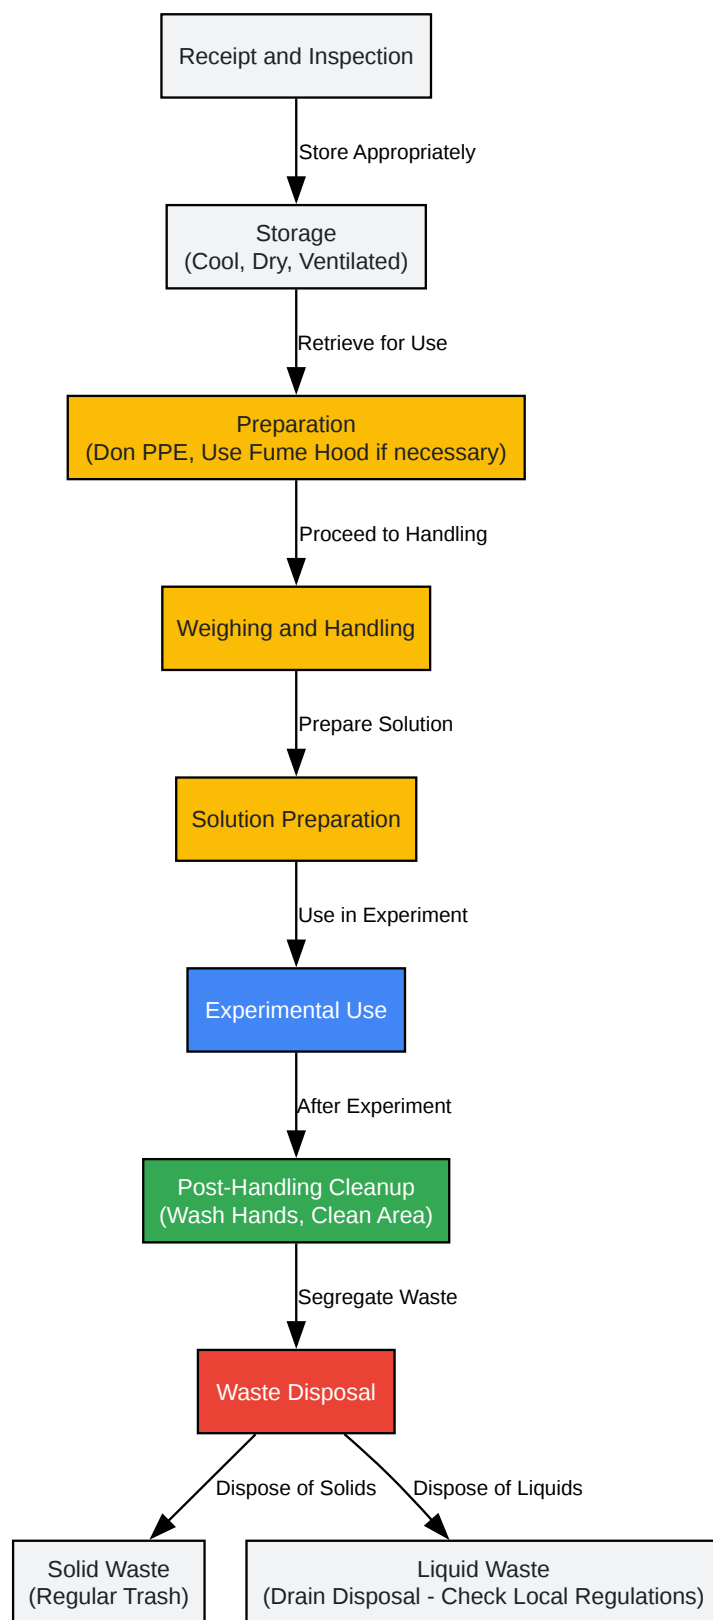 Receipt and Inspection
Store Appropriately
Storage
(Cool, Dry, Ventilated)
Retrieve for Use
Preparation
(Don PPE, Use Fume Hood if necessary)
Proceed to Handling
Weighing and Handling
Prepare Solution
Solution Preparation
Use in Experiment
Experimental Use
After Experiment
Post-Handling Cleanup
(Wash Hands, Clean Area)
Segregate Waste
Waste Disposal
Dispose of Solids
Dispose of Liquids
Solid Waste
(Regular Trash)
Liquid Waste
(Drain Disposal - Check Local Regulations)